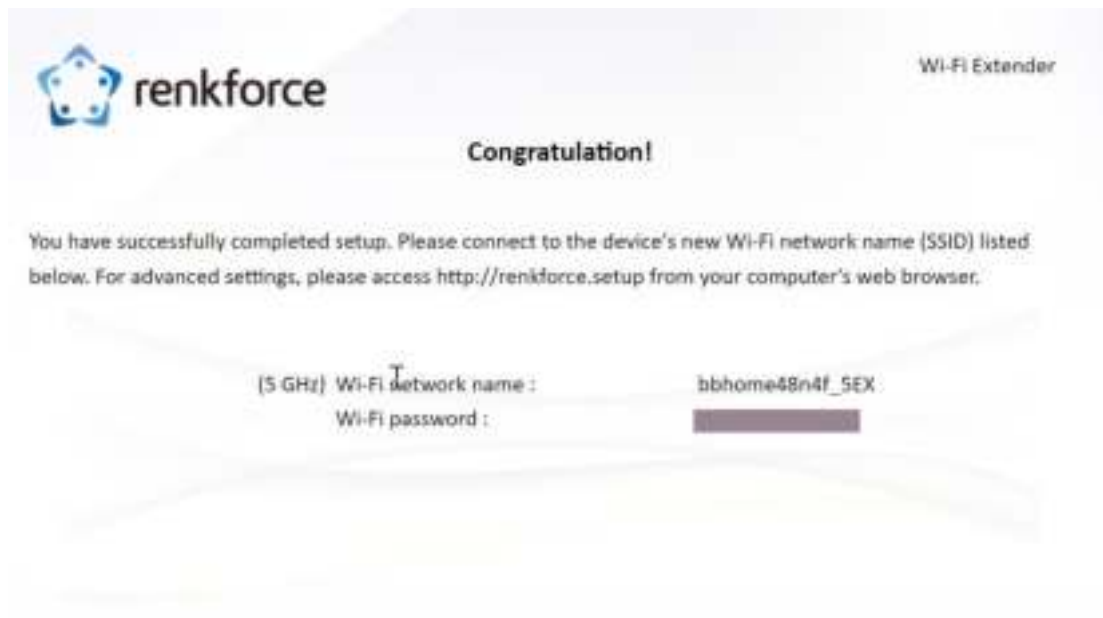 renkforce
Wi-Fi Extender
Congratulation!
You have successfully completed setup. Please connect to the device's new Wi-Fi network name (SSID) listed
below. For advanced settings, please access http://renkforce.setup from your computer's web browser.
(5 GHz) Wi-Fi network name : bbhome48n4f_5EX
Wi-Fi password :